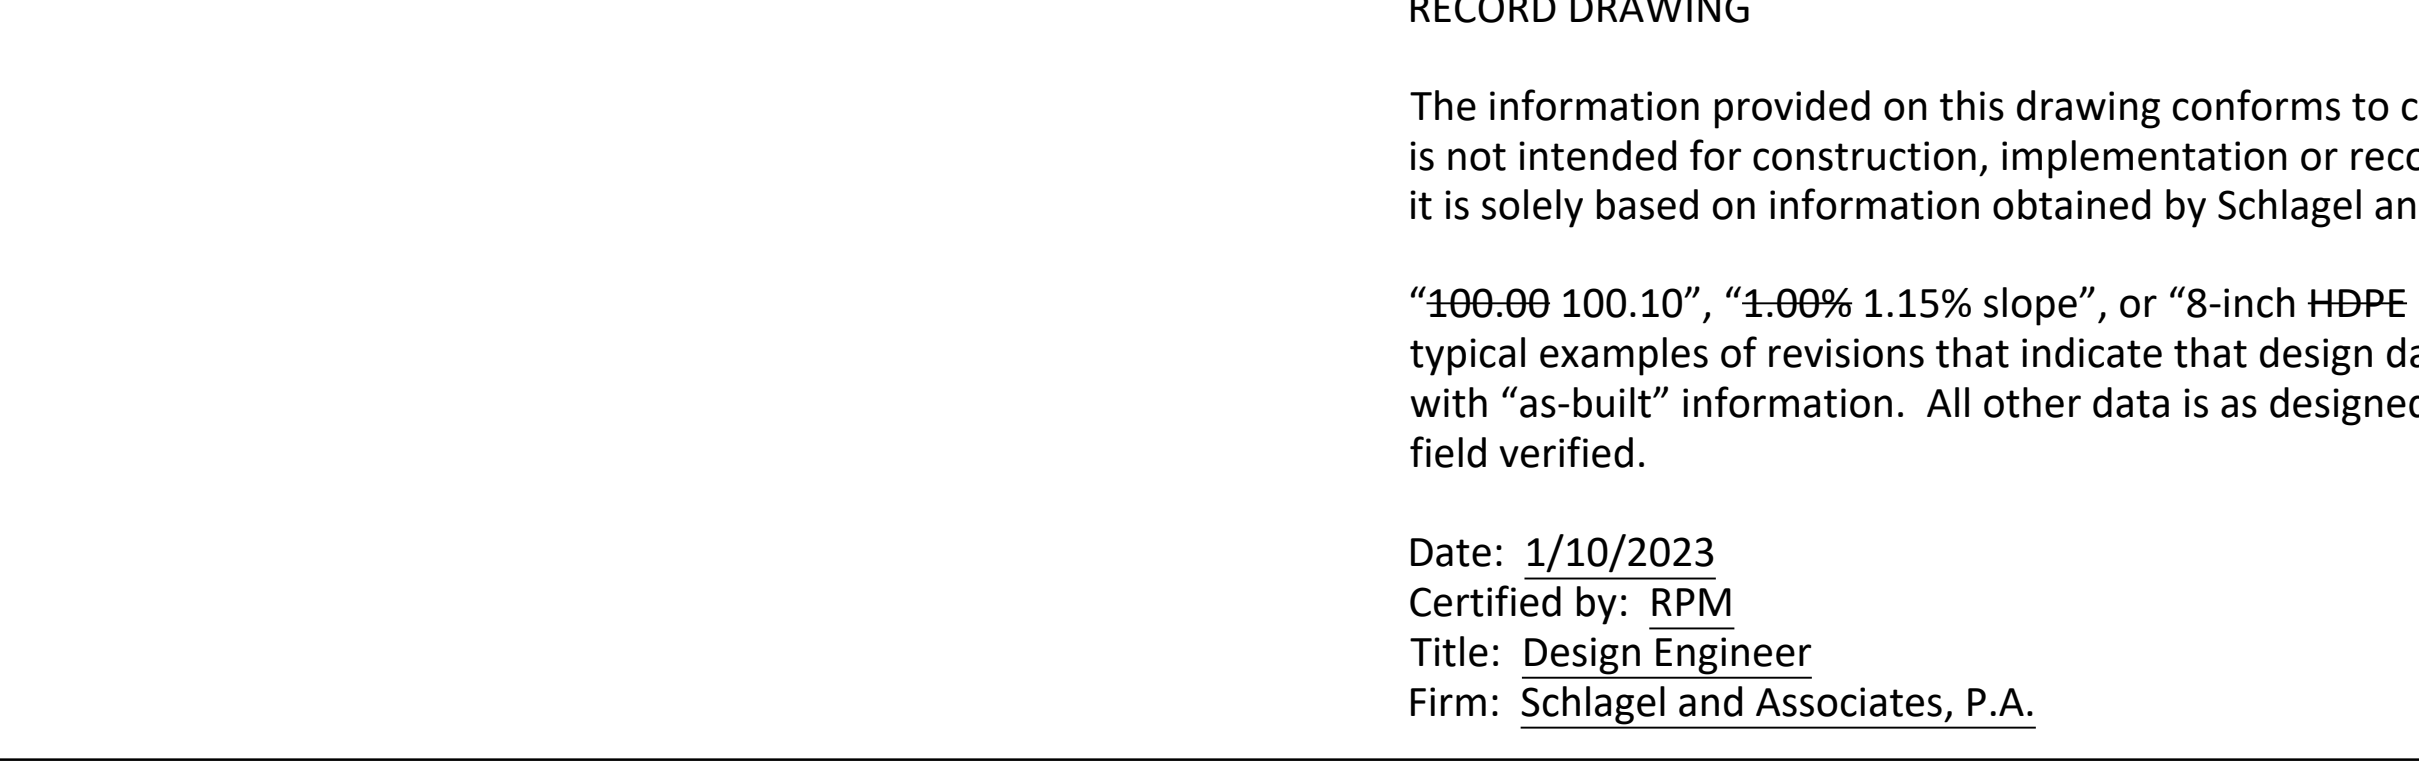 RECORD DRAWING
The information provided on this drawing conforms to
is not intended for construction, implementation or
it is solely based on information obtained by Schlagel
“100.00 100.10”, “1.00% 1.15% slope”, or “8-inch HDPE
typical examples of revisions that indicate that design
with “as-built” information.  All other data is as designed
field verified.
Date: 1/10/2023
Certified by: RPM
Title: Design Engineer
Firm: Schlagel and Associates, P.A.